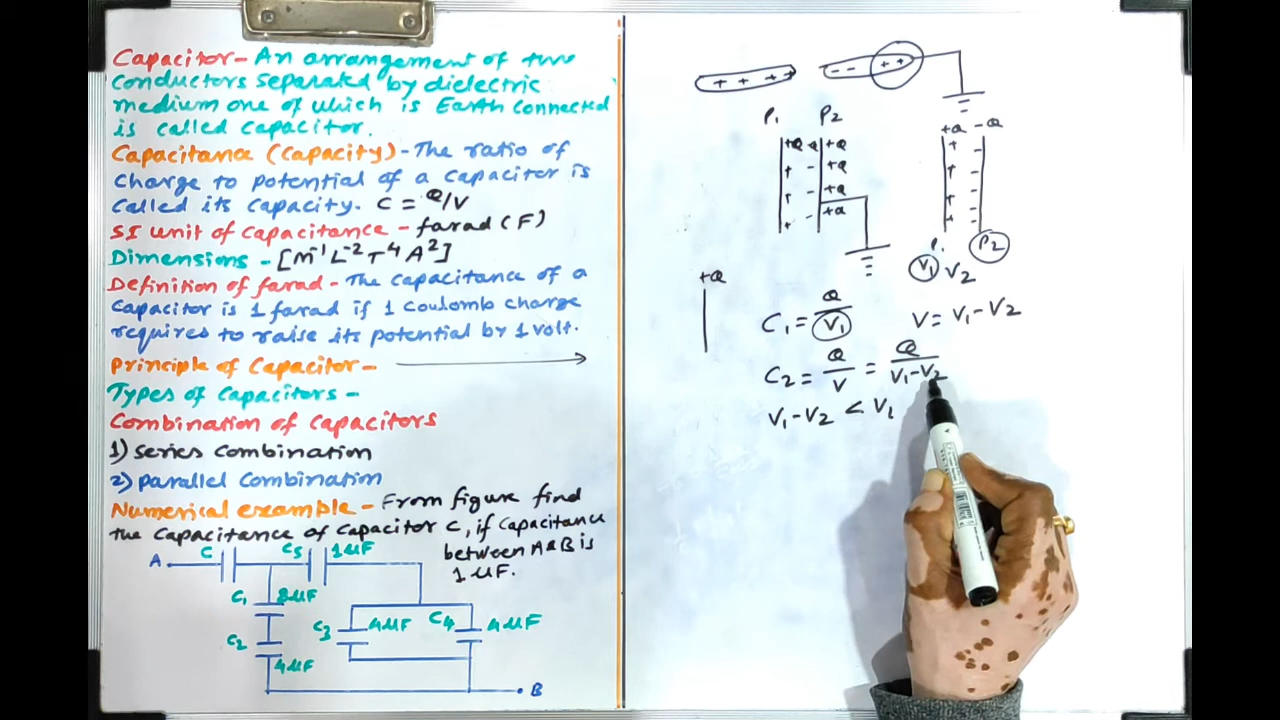 Capacitor- An arrangement of two
conductors separated by dielectric
medium one of which is Earth connected
is called capacitor.
Capacitance (Capacity) - The ratio of
charge to potential of a capacitor is
called its capacity. C = Q/V
SI unit of capacitance - farad (F)
Dimensions - [M⁻¹L⁻²T⁴A²]
Definition of farad - The capacitance of a
capacitor is 1 farad if 1 coulomb charge
requires to raise its potential by 1 volt.
Principle of Capacitor-
Types of Capacitors -
Combination of Capacitors
1) Series Combination
2) parallel Combination
Numerical example - From figure find
the capacitance of capacitor C, if capacitance
between A & B is
1 μF.
A C C5 1μF
C1 8μF
C2 4μF
C3 4μF C4 4μF
B
+ + + + - - + +
P1 P2
+Q Q +Q
+ - +Q
+ - +Q
+ - +Q
+Q -Q
+ -
+ -
+ -
+ -
P1 P2
V1 V2
+Q
C1 = Q/V1 V = V1 - V2
C2 = Q/V = Q/V1-V2
V1 - V2 < V1